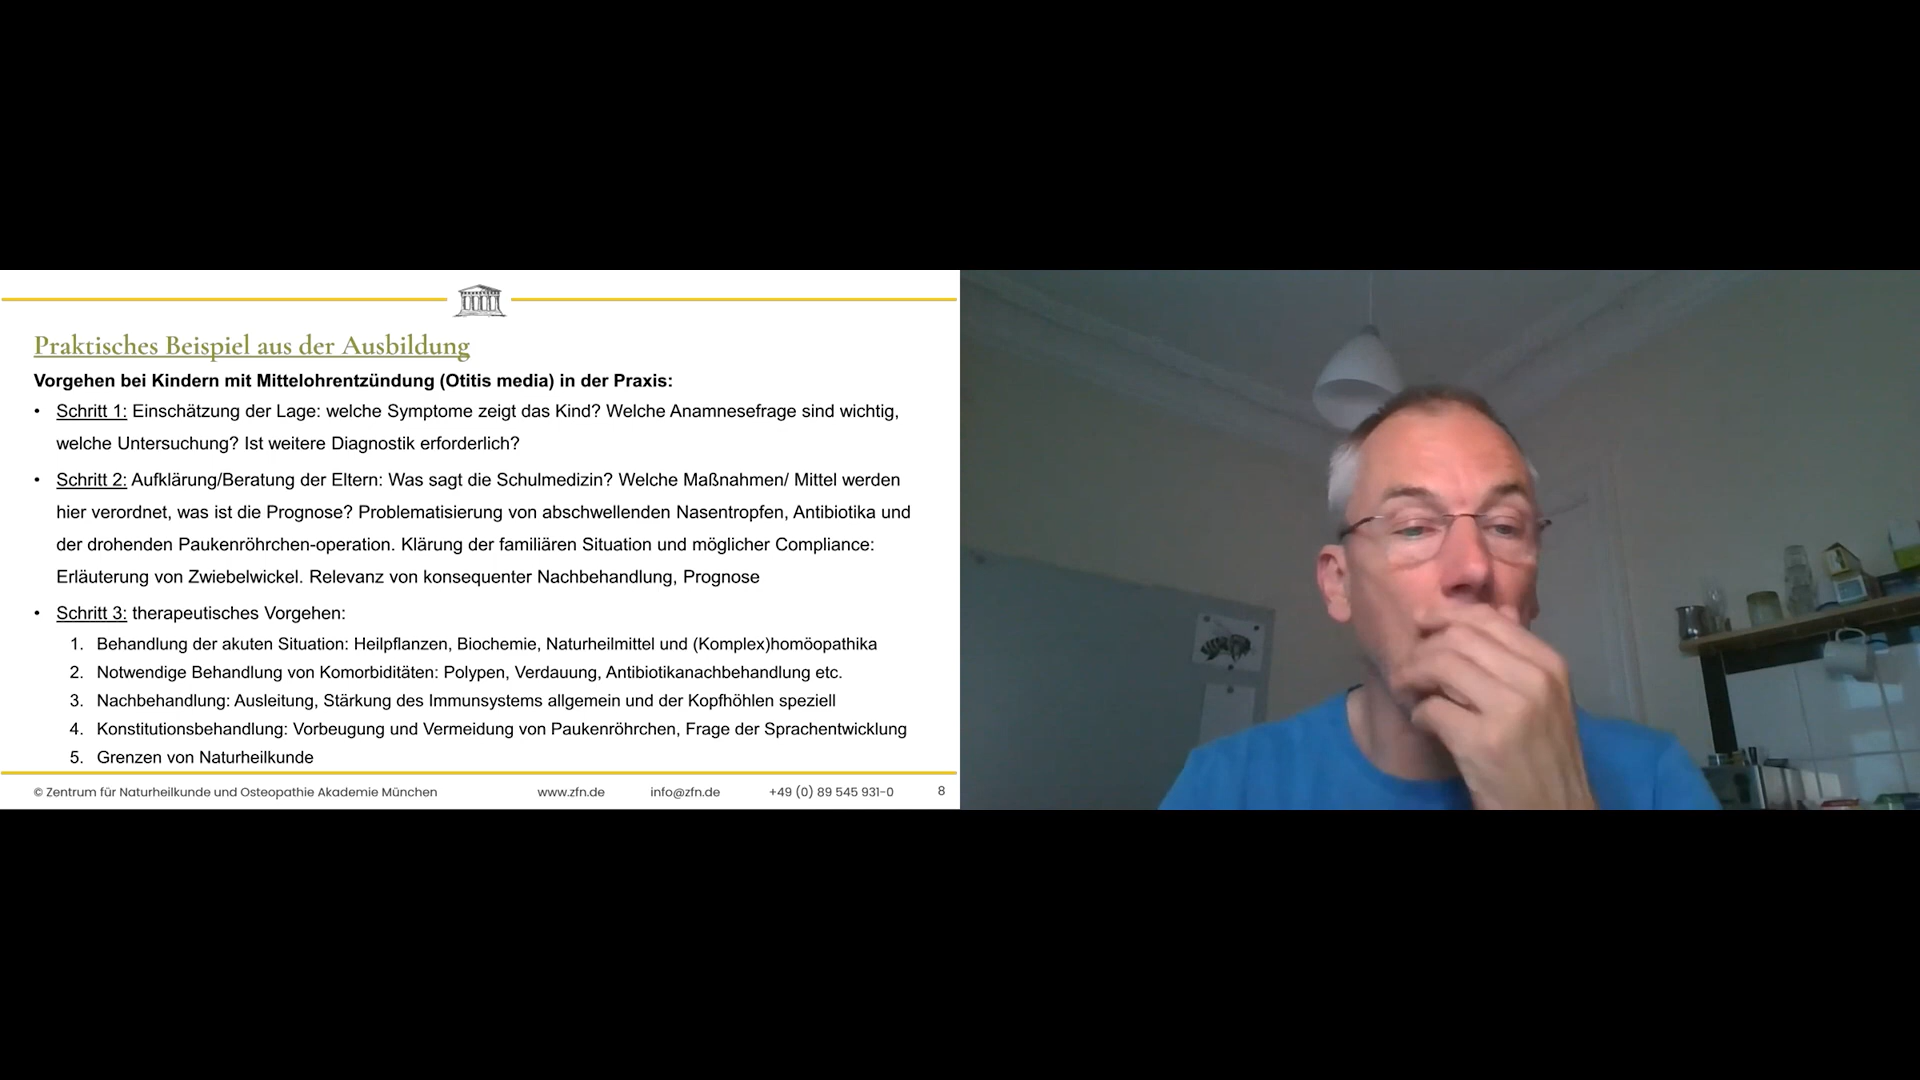 Praktisches Beispiel aus der Ausbildung
Vorgehen bei Kindern mit Mittelohrentzündung (Otitis media) in der Praxis:
• Schritt 1: Einschätzung der Lage: welche Symptome zeigt das Kind? Welche Anamnesefrage sind wichtig,
welche Untersuchung? Ist weitere Diagnostik erforderlich?
• Schritt 2: Aufklärung/Beratung der Eltern: Was sagt die Schulmedizin? Welche Maßnahmen/ Mittel werden
hier verordnet, was ist die Prognose? Problematisierung von abschwellenden Nasentropfen, Antibiotika und
der drohenden Paukenröhrchen-operation. Klärung der familiären Situation und möglicher Compliance:
Erläuterung von Zwiebelwickel. Relevanz von konsequenter Nachbehandlung, Prognose
• Schritt 3: therapeutisches Vorgehen:
1. Behandlung der akuten Situation: Heilpflanzen, Biochemie, Naturheilmittel und (Komplex)homöopathika
2. Notwendige Behandlung von Komorbiditäten: Polypen, Verdauung, Antibiotikanachbehandlung etc.
3. Nachbehandlung: Ausleitung, Stärkung des Immunsystems allgemein und der Kopfhöhlen speziell
4. Konstitutionsbehandlung: Vorbeugung und Vermeidung von Paukenröhrchen, Frage der Sprachentwicklung
5. Grenzen von Naturheilkunde
© Zentrum für Naturheilkunde und Osteopathie Akademie München www.zfn.de info@zfn.de +49 (0) 89 545 931-0 8